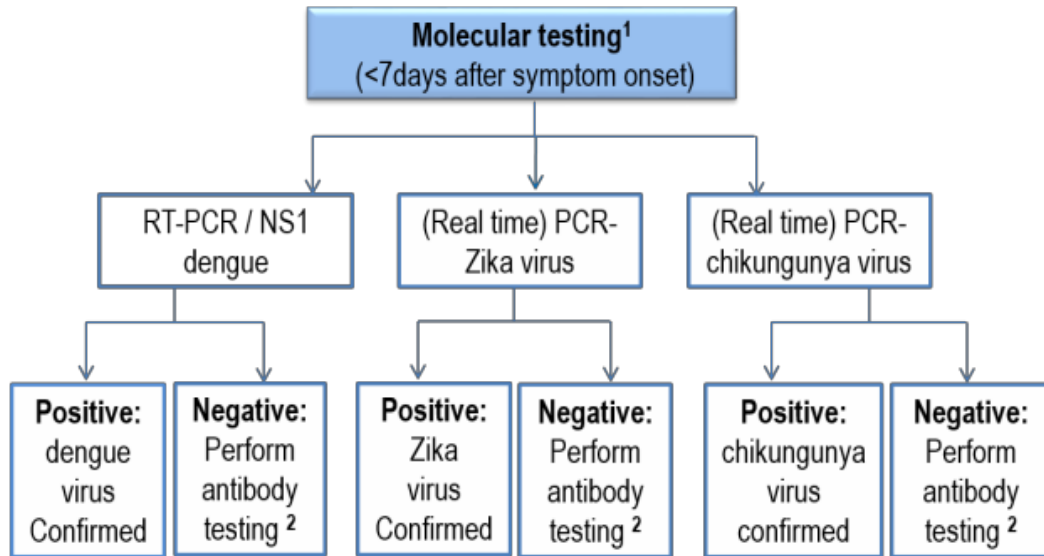 Molecular testing¹
(<7days after symptom onset)
RT-PCR / NS1
dengue
(Real time) PCR-
Zika virus
(Real time) PCR-
chikungunya virus
Positive:
dengue
virus
Confirmed
Negative:
Perform
antibody
testing ²
Positive:
Zika
virus
Confirmed
Negative:
Perform
antibody
testing ²
Positive:
chikungunya
virus
confirmed
Negative:
Perform
antibody
testing ²